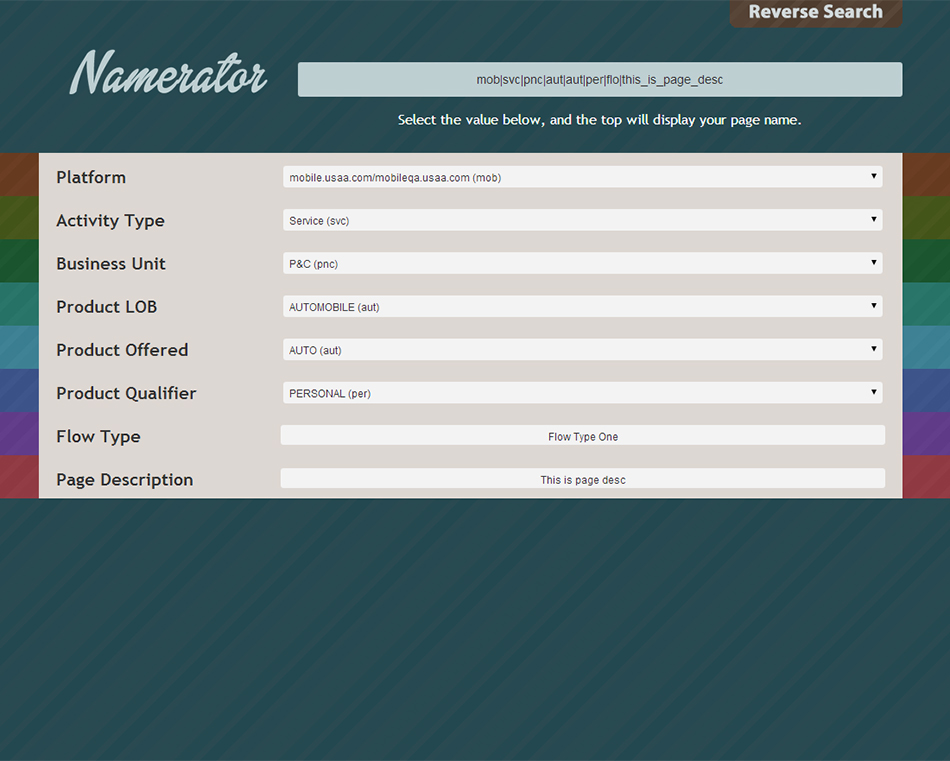 Reverse Search
Namerator
mob|svc|pnc|aut|aut|per|flo|this_is_page_desc
Select the value below, and the top will display your page name.
Platform
mobile.usaa.com/mobileqa.usaa.com (mob)
Activity Type
Service (svc)
Business Unit
P&C (pnc)
Product LOB
AUTOMOBILE (aut)
Product Offered
AUTO (aut)
Product Qualifier
PERSONAL (per)
Flow Type
Flow Type One
Page Description
This is page desc